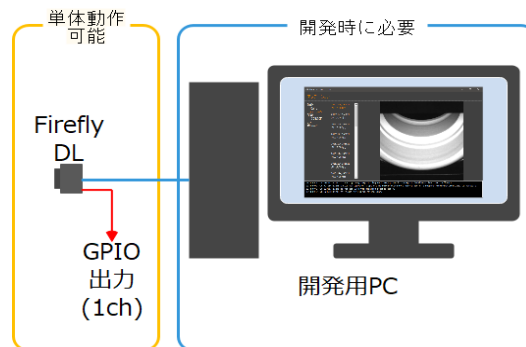 単体動作
可能
開発時に必要
Firefly
DL
GPIO
出力
(1ch)
開発用PC